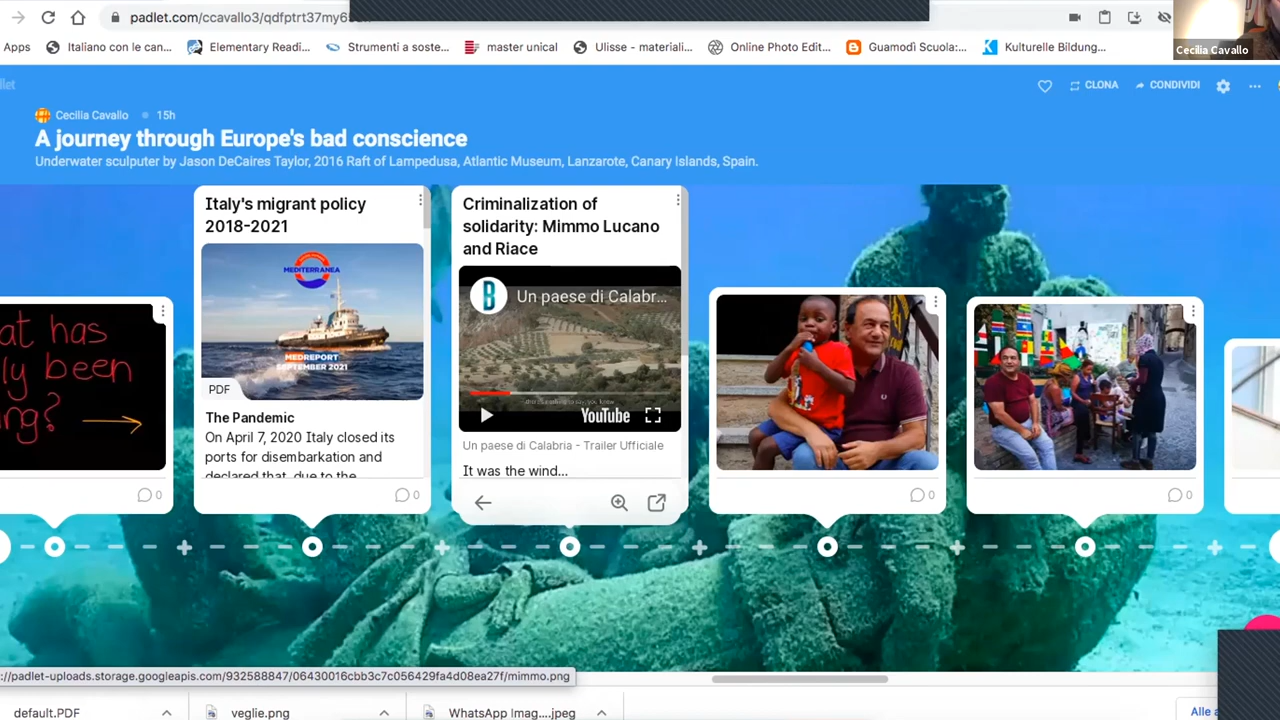 padlet.com/ccavallo3/qdfptrt37my6
Apps
Italiano con le can...
Elementary Readi...
Strumenti a soste...
master unical
Ulisse - materiali...
Online Photo Edit...
Guamodì Scuola:...
Kulturelle Bildung...
Cecilia Cavallo
Cecilia Cavallo
15h
CLONA
CONDIVIDI
A journey through Europe's bad conscience
Underwater sculputer by Jason DeCaires Taylor, 2016 Raft of Lampedusa, Atlantic Museum, Lanzarote, Canary Islands, Spain.
at has
ly been
ng?
0
Italy's migrant policy
2018-2021
MEDITERRANEA
MEDREPORT
SEPTEMBER 2021
PDF
The Pandemic
On April 7, 2020 Italy closed its
ports for disembarkation and
declared that, due to the
0
Criminalization of
solidarity: Mimmo Lucano
and Riace
B
Un paese di Calabr...
YouTube
Un paese di Calabria - Trailer Ufficiale
It was the wind...
0
0
://padlet-uploads.storage.googleapis.com/932588847/06430016cbb3c7c056429fa4d08ea27f/mimmo.png
default.PDF
veglie.png
WhatsApp Imag....jpeg
Alle